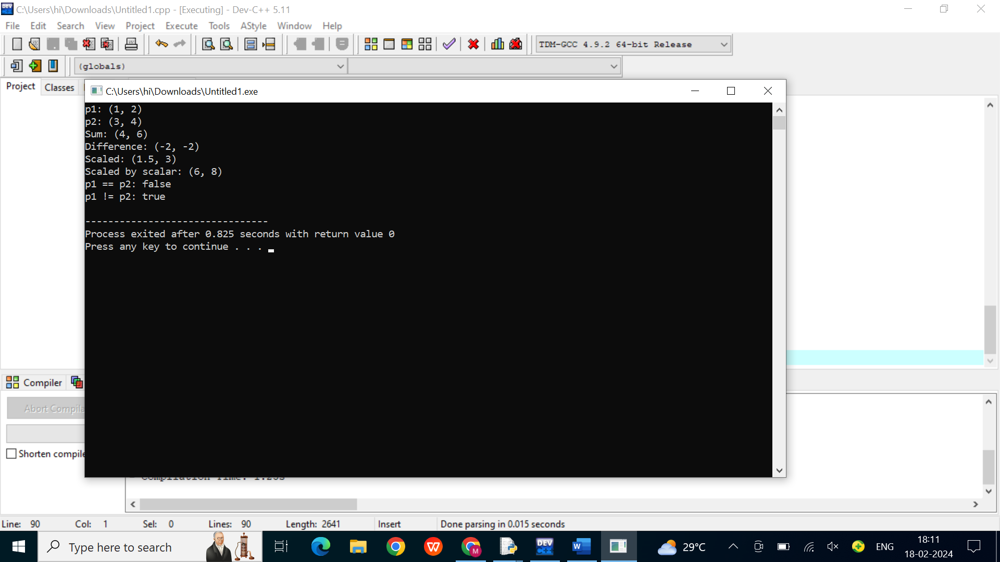 C:\Users\hi\Downloads\Untitled1.cpp - [Executing] - Dev-C++ 5.11
File Edit Search View Project Execute Tools AStyle Window Help
TDM-GCC 4.9.2 64-bit Release
(globals)
Project Classes
C:\Users\hi\Downloads\Untitled1.exe
p1: (1, 2)
p2: (3, 4)
Sum: (4, 6)
Difference: (-2, -2)
Scaled: (1.5, 3)
Scaled by scalar: (6, 8)
p1 == p2: false
p1 != p2: true
--------------------------------
Process exited after 0.825 seconds with return value 0
Press any key to continue . . .
Compiler
Abort Compila
Shorten compile
Line: 90 Col: 1 Sel: 0 Lines: 90 Length: 2641 Insert Done parsing in 0.015 seconds
Type here to search
W
M
DEV C++
W
29°C
ENG
18:11
18-02-2024